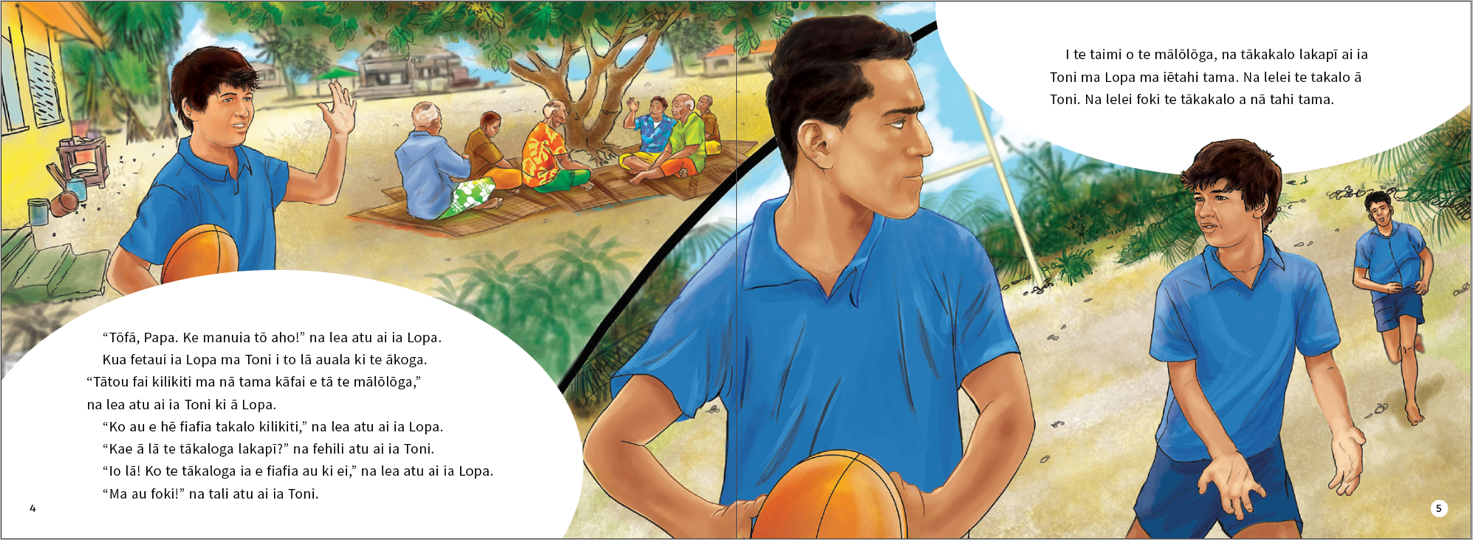 “Tōfā, Papa. Ke manuia tō aho!” na lea atu ai ia Lopa.
Kua fetaui ia Lopa ma Toni i to lā auala ki te ākoga.
“Tātou fai kilikiti ma nā tama kāfai e tā te mālōlōga,”
na lea atu ai ia Toni ki ā Lopa.
“Ko au e hē fiafia takalo kilikiti,” na lea atu ai ia Lopa.
“Kae ā lā te tākaloga lakapī?” na fehili atu ai ia Toni.
“Io lā! Ko te tākaloga ia e fiafia au ki ei,” na lea atu ai ia Lopa.
“Ma au foki!” na tali atu ai ia Toni.
4
I te taimi o te mālōlōga, na tākakalo lakapī ai ia
Toni ma Lopa ma iētahi tama. Na lelei te takalo ā
Toni. Na lelei foki te tākakalo a nā tahi tama.
5